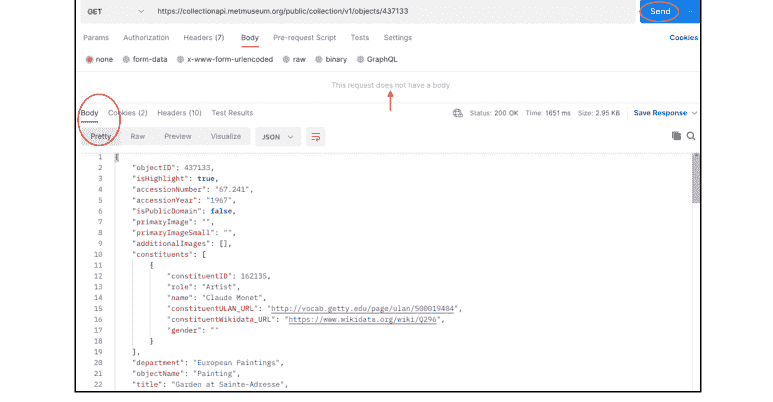 GET https://collectionapi.metmuseum.org/public/collection/v1/objects/437133 Send
Params Authorization Headers (7) Body Pre-request Script Tests Settings Cookies
none form-data x-www-form-urlencoded raw binary GraphQL
This request does not have a body
Body Cookies (2) Headers (10) Test Results Status: 200 OK Time: 1651 ms Size: 2.95 KB Save Response
Pretty Raw Preview Visualize JSON
1 {
2 "objectID": 437133,
3 "isHighlight": true,
4 "accessionNumber": "67.241",
5 "accessionYear": "1967",
6 "isPublicDomain": false,
7 "primaryImage": "",
8 "primaryImageSmall": "",
9 "additionalImages": [],
10 "constituents": [
11 {
12 "constituentID": 162135,
13 "role": "Artist",
14 "name": "Claude Monet",
15 "constituentULAN_URL": "http://vocab.getty.edu/page/ulan/500019484",
16 "constituentWikidata_URL": "https://www.wikidata.org/wiki/Q296",
17 "gender": ""
18 }
19 ],
20 "department": "European Paintings",
21 "objectName": "Painting",
22 "title": "Garden at Sainte-Adresse",